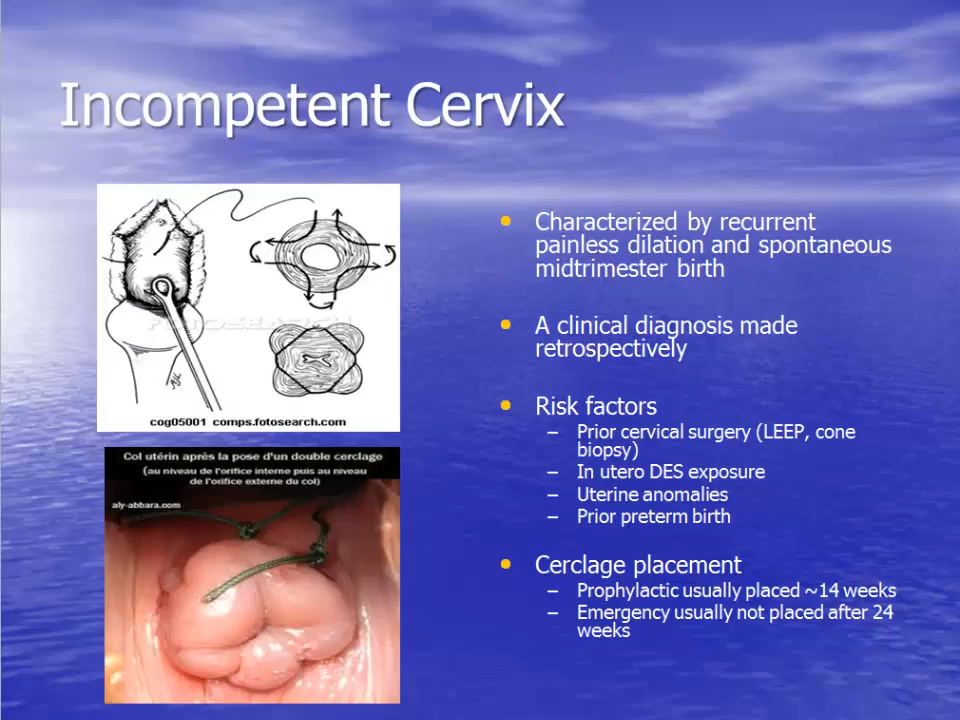 Incompetent Cervix
FOTOSEARCH
cog05001 comps.fotosearch.com
Col utérin après la pose d'un double cerclage
(au niveau de l'orifice interne puis au niveau
de l'orifice externe du col)
aly-abbara.com
• Characterized by recurrent
painless dilation and spontaneous
midtrimester birth
• A clinical diagnosis made
retrospectively
• Risk factors
– Prior cervical surgery (LEEP, cone
biopsy)
– In utero DES exposure
– Uterine anomalies
– Prior preterm birth
• Cerclage placement
– Prophylactic usually placed ~14 weeks
– Emergency usually not placed after 24
weeks